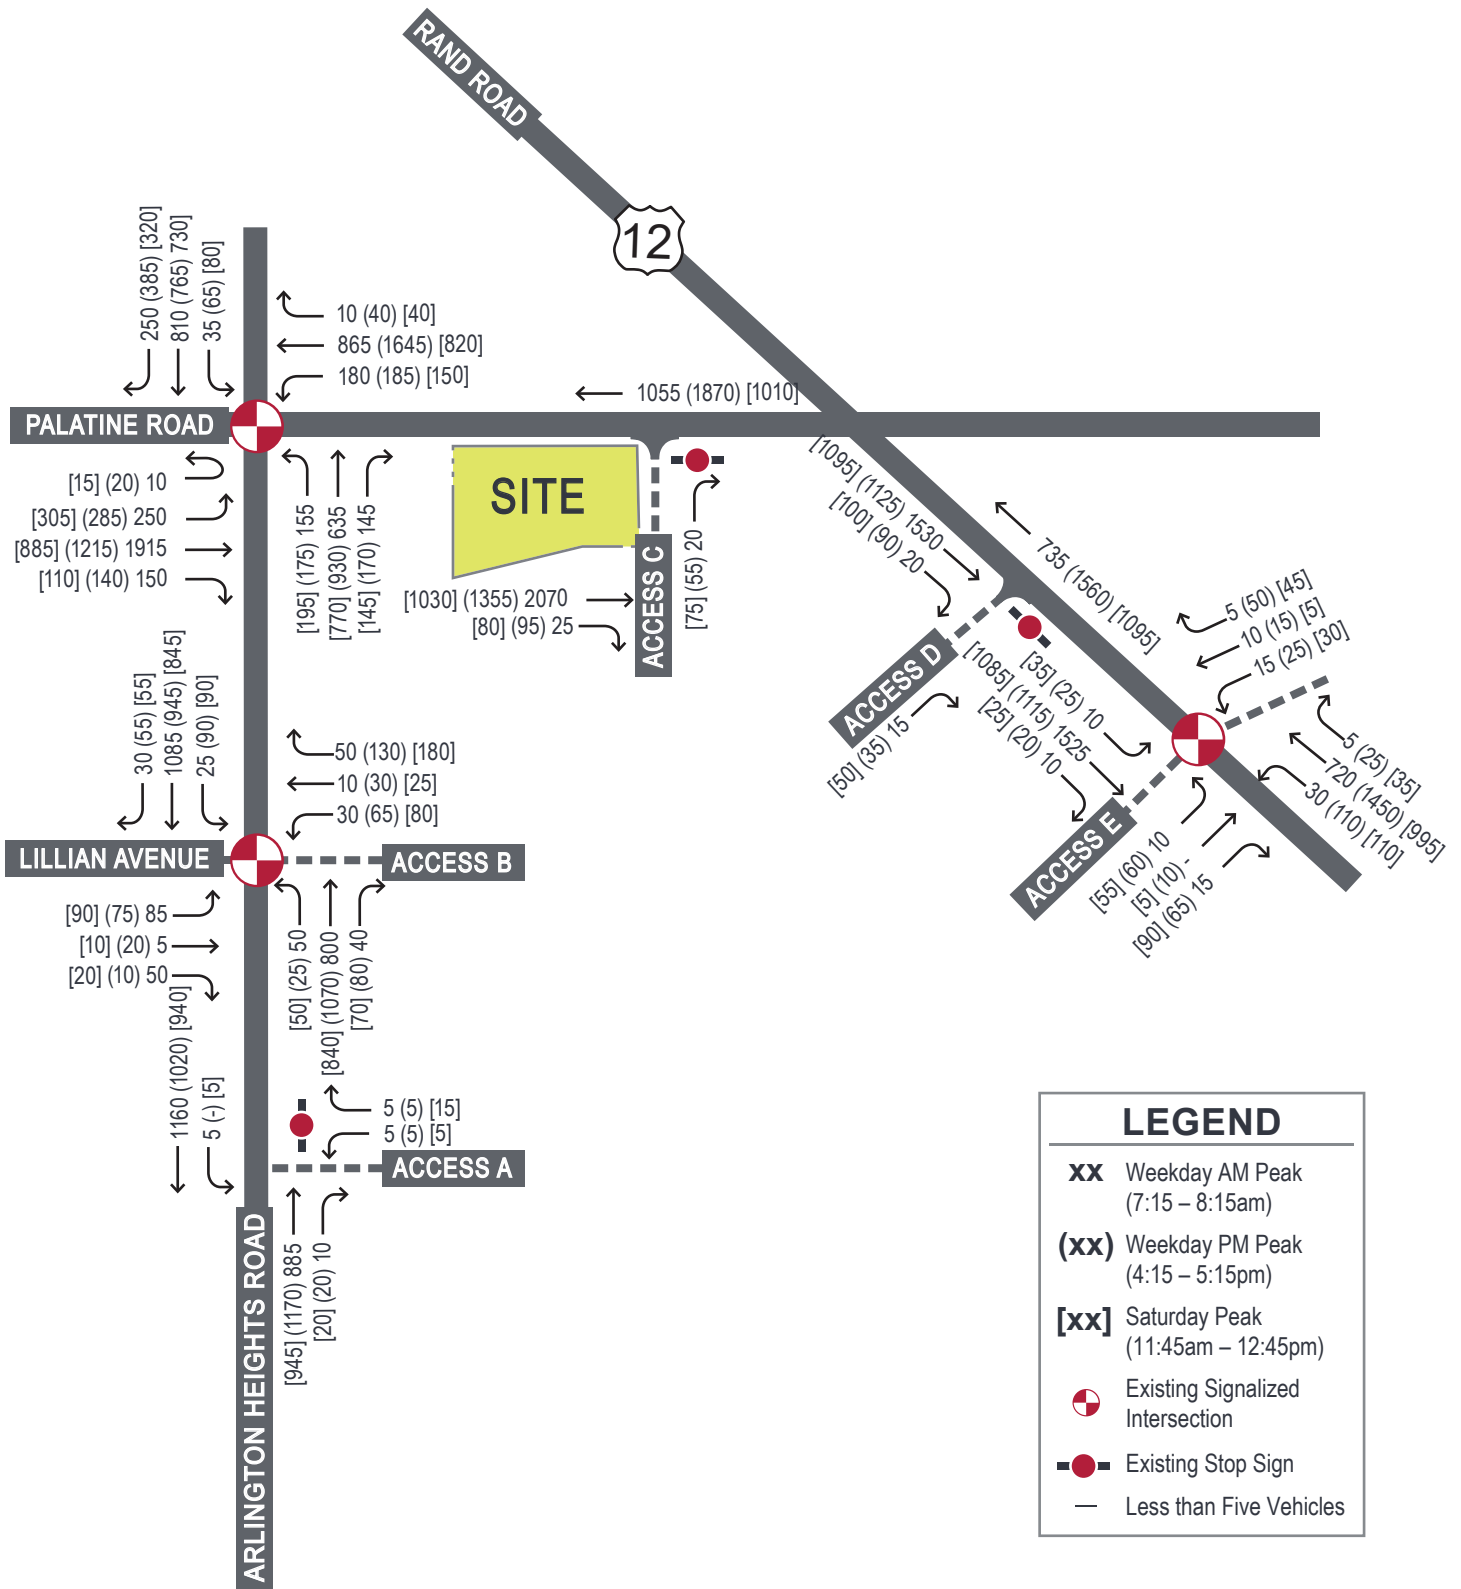 RAND ROAD
12
250 (385) [320]
810 (765) 730]
35 (65) [80]
10 (40) [40]
865 (1645) [820]
180 (185) [150]
1055 (1870) [1010]
PALATINE ROAD
[15] (20) 10
[305] (285) 250
[885] (1215) 1915
[110] (140) 150
[195] (175) 155
[770] (930) 635
[145] (170) 145
SITE
ACCESS C
[75] (55) 20
[1030] (1355) 2070
[80] (95) 25
[1095] (1125) 1530
[100] (90) 20
735 (1560) [1095]
5 (50) [45]
10 (15) [5]
15 (25) [30]
ACCESS D
[50] (35) 15
[35] (25) 10
[1085] (1115) 1525
[25] (20) 10
5 (25) [35]
720 (1450) [995]
30 (110) [110]
ACCESS E
[55] (60) 10
[5] (10) -
[90] (65) 15
30 (55) [55]
1085 (945) [845]
25 (90) [90]
50 (130) [180]
10 (30) [25]
30 (65) [80]
LILLIAN AVENUE
ACCESS B
[90] (75) 85
[10] (20) 5
[20] (10) 50
[50] (25) 50
[840] (1070) 800
[70] (80) 40
1160 (1020) [940]
5 (-) [5]
5 (5) [15]
5 (5) [5]
ACCESS A
[945] (1170) 885
[20] (20) 10
ARLINGTON HEIGHTS ROAD
LEGEND
xx Weekday AM Peak
(7:15 – 8:15am)
(xx) Weekday PM Peak
(4:15 – 5:15pm)
[xx] Saturday Peak
(11:45am – 12:45pm)
Existing Signalized
Intersection
Existing Stop Sign
— Less than Five Vehicles